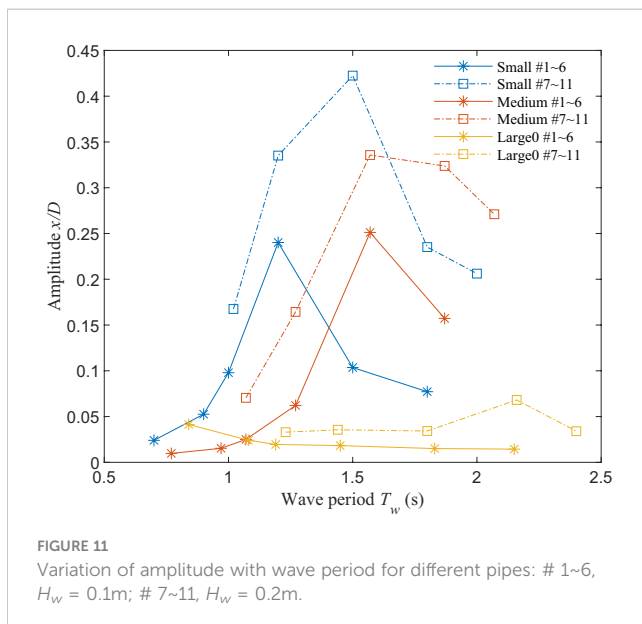 0.45
0.4
0.35
0.3
0.25
0.2
0.15
0.1
0.05
0
Amplitude x/D
Small #1~6
Small #7~11
Medium #1~6
Medium #7~11
Large0 #1~6
Large0 #7~11
0.5 1 1.5 2 2.5
Wave period T_w (s)
FIGURE 11
Variation of amplitude with wave period for different pipes: # 1~6,
H_w = 0.1m; # 7~11, H_w = 0.2m.